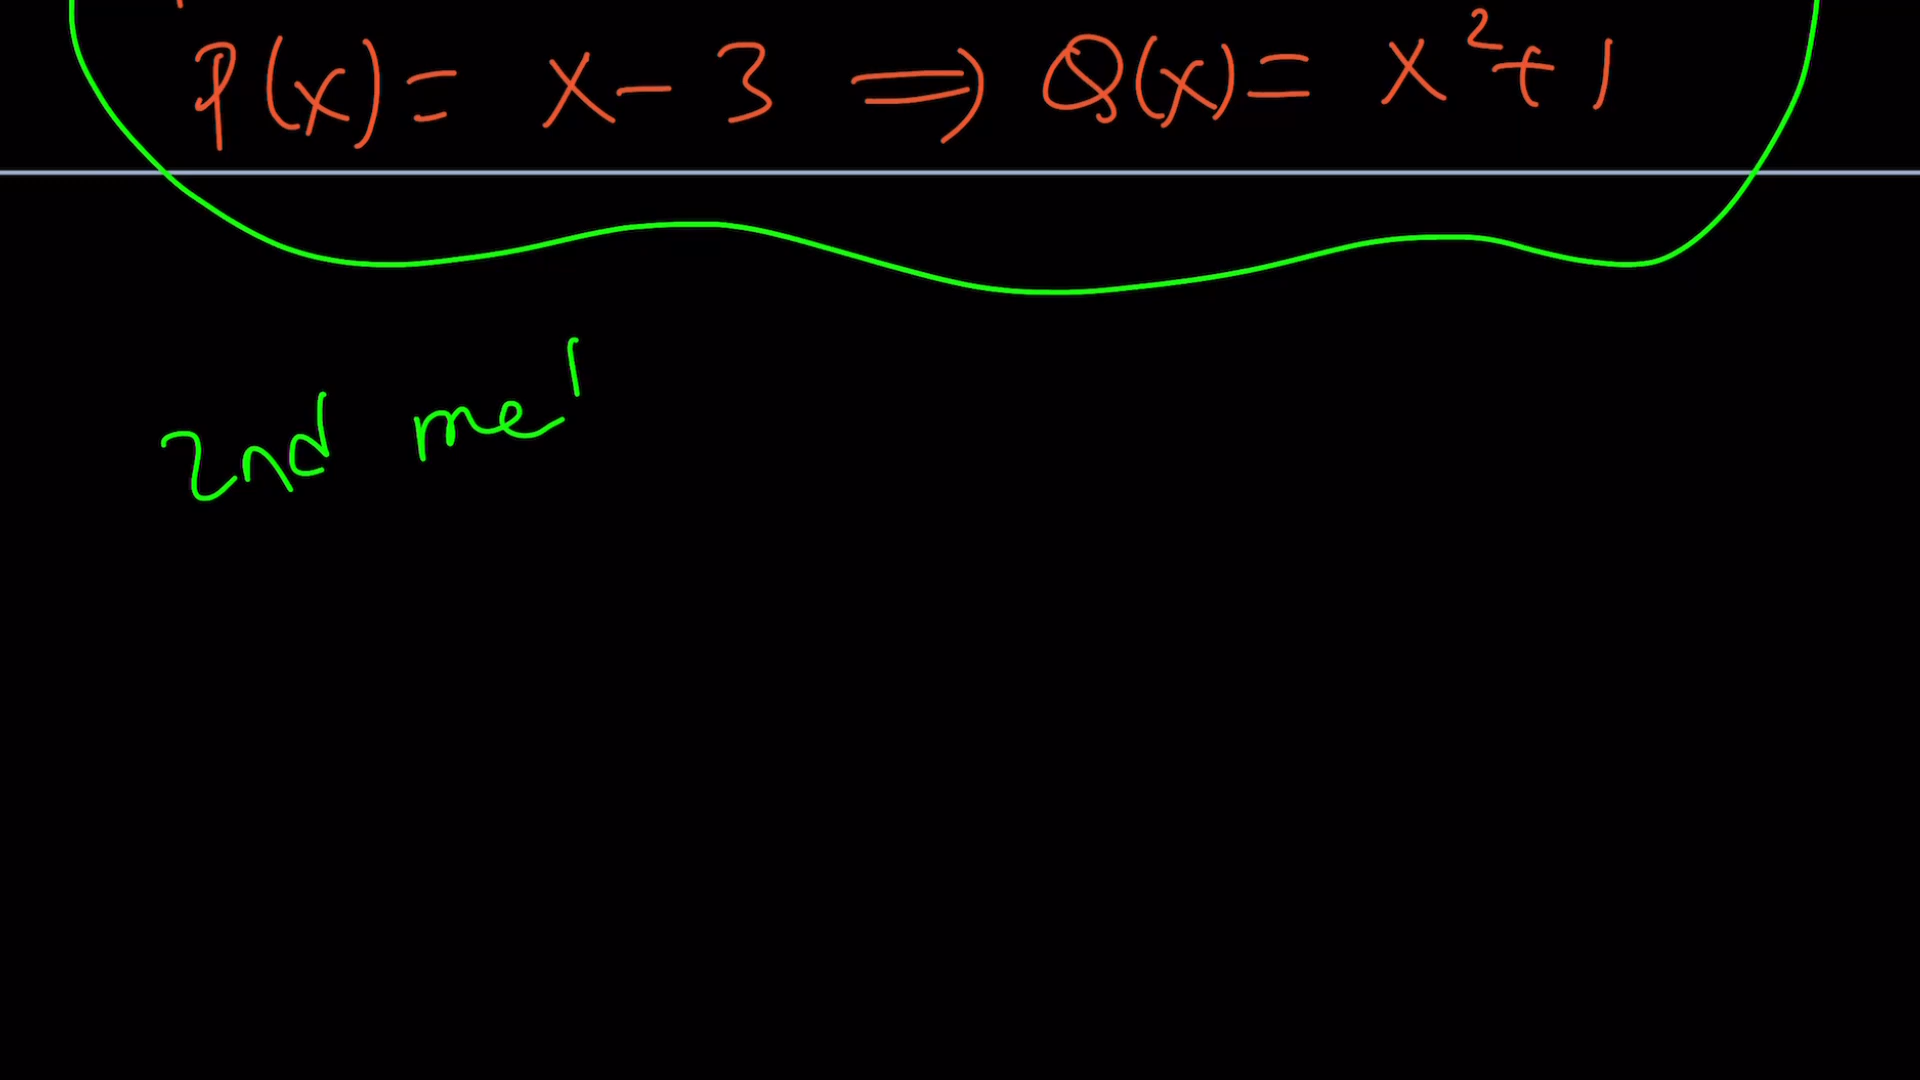 P(x) = x - 3 ⇒ Q(x) = x² + 1
2nd me